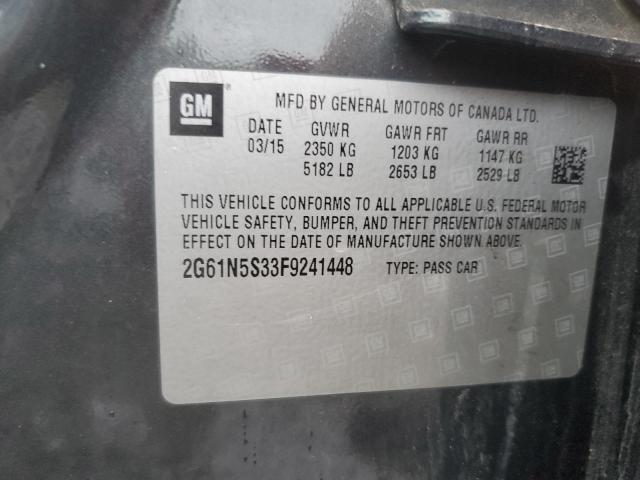 GM
MFD BY GENERAL MOTORS OF CANADA LTD.
DATE GVWR GAWR FRT GAWR RR
03/15 2350 KG 1203 KG 1147 KG
5182 LB 2653 LB 2529 LB
THIS VEHICLE CONFORMS TO ALL APPLICABLE U.S. FEDERAL MOTOR
VEHICLE SAFETY, BUMPER, AND THEFT PREVENTION STANDARDS IN
EFFECT ON THE DATE OF MANUFACTURE SHOWN ABOVE.
2G61N5S33F9241448 TYPE: PASS CAR